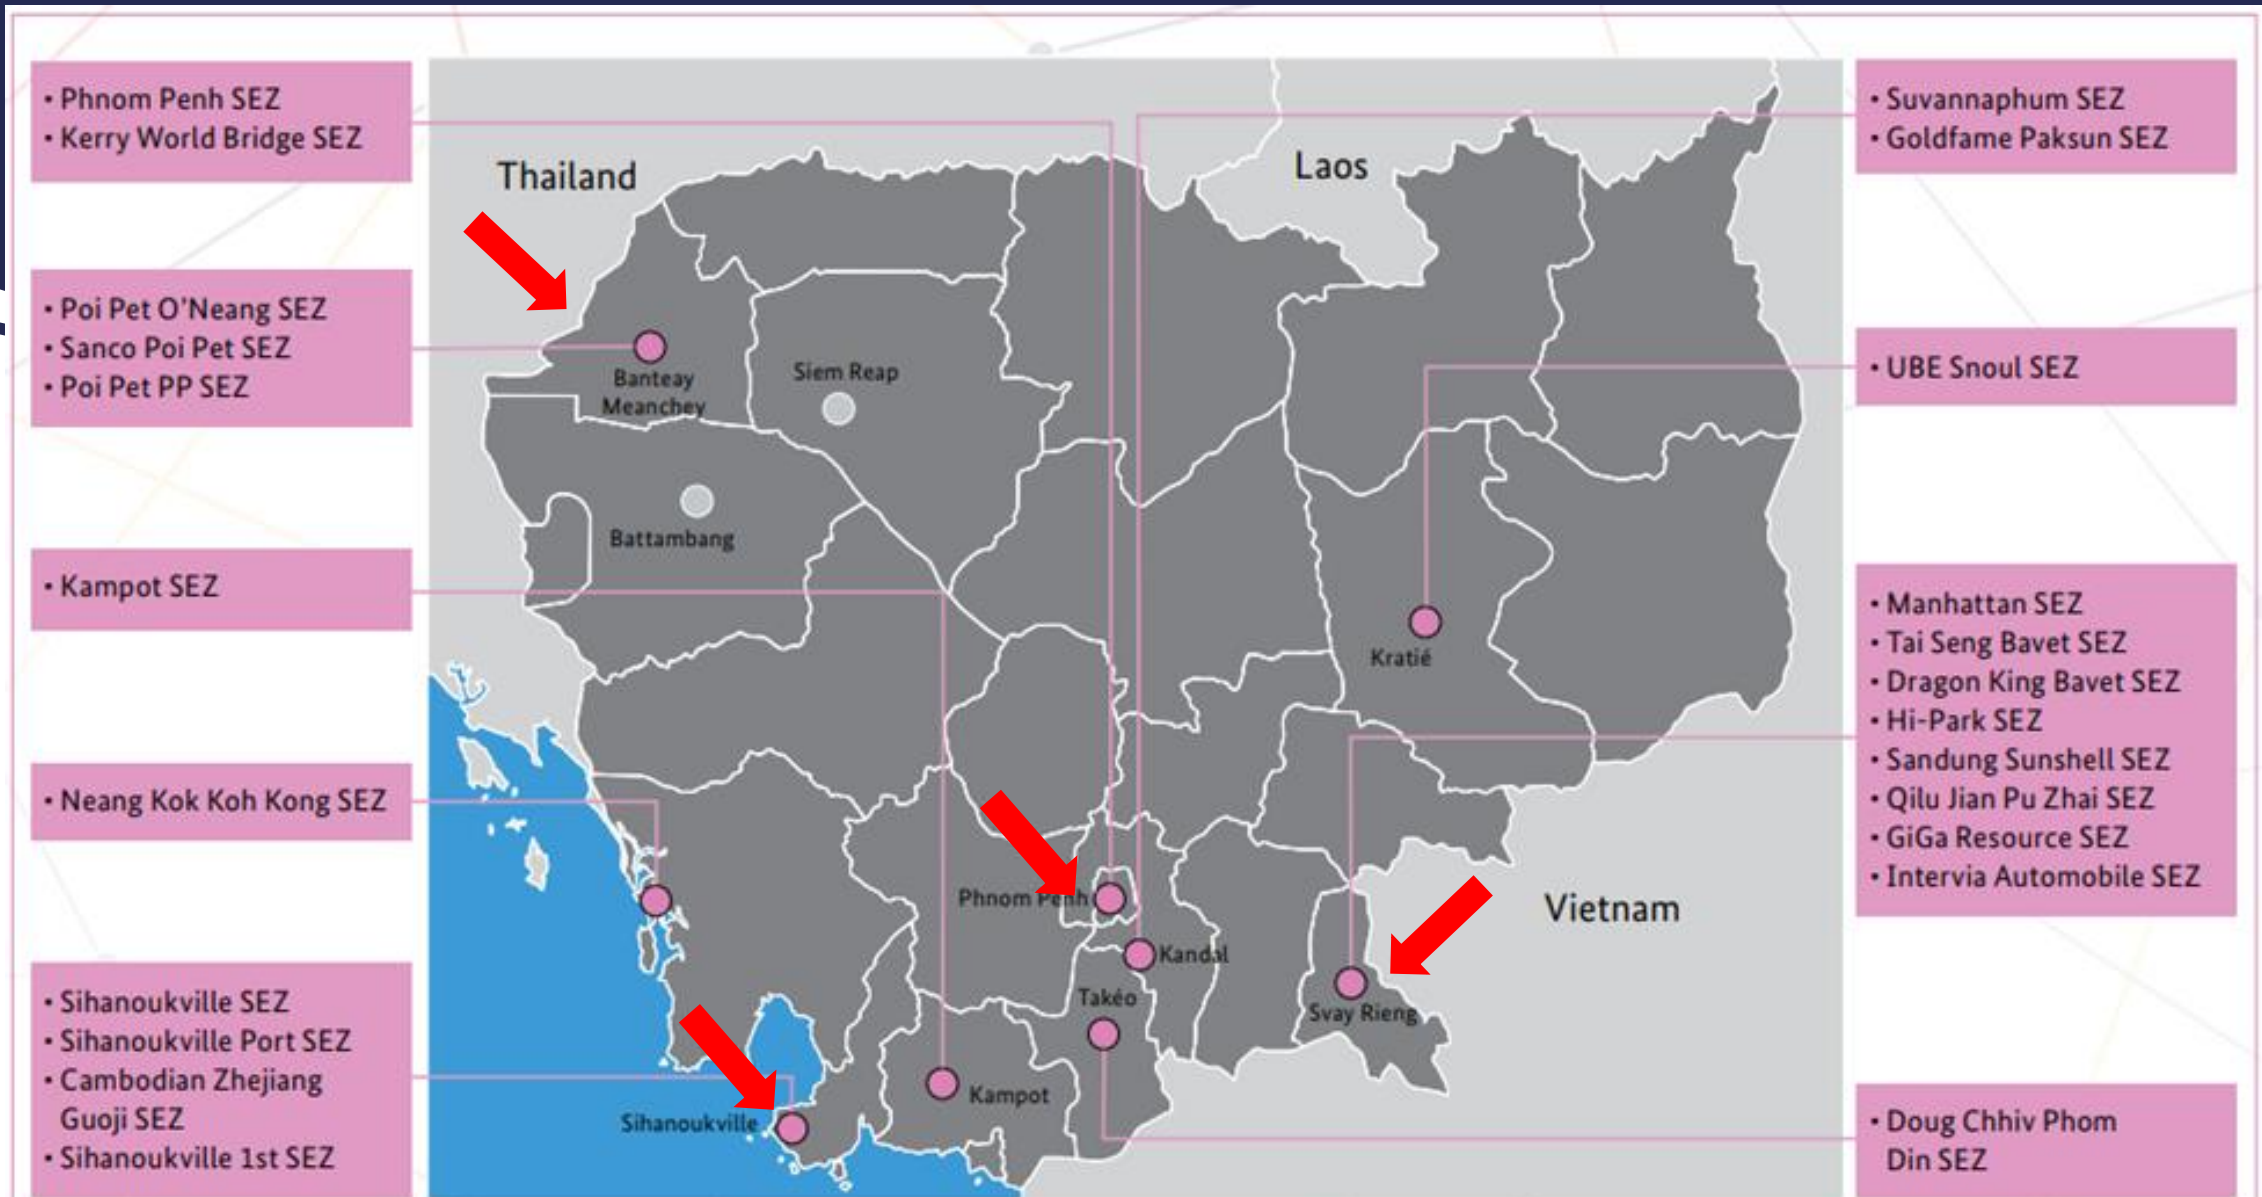 • Phnom Penh SEZ
• Kerry World Bridge SEZ
• Poi Pet O'Neang SEZ
• Sanco Poi Pet SEZ
• Poi Pet PP SEZ
• Kampot SEZ
• Neang Kok Koh Kong SEZ
• Sihanoukville SEZ
• Sihanoukville Port SEZ
• Cambodian Zhejiang
Guoji SEZ
• Sihanoukville 1st SEZ
Thailand
Laos
Banteay
Meanchey
Siem Reap
Battambang
Kratié
Phnom Penh
Vietnam
Kandal
Takéo
Svay Rieng
Kampot
Sihanoukville
• Suvannaphum SEZ
• Goldfame Paksun SEZ
• UBE Snoul SEZ
• Manhattan SEZ
• Tai Seng Bavet SEZ
• Dragon King Bavet SEZ
• Hi-Park SEZ
• Sandung Sunshell SEZ
• Qilu Jian Pu Zhai SEZ
• GiGa Resource SEZ
• Intervia Automobile SEZ
• Doug Chhiv Phom
Din SEZ